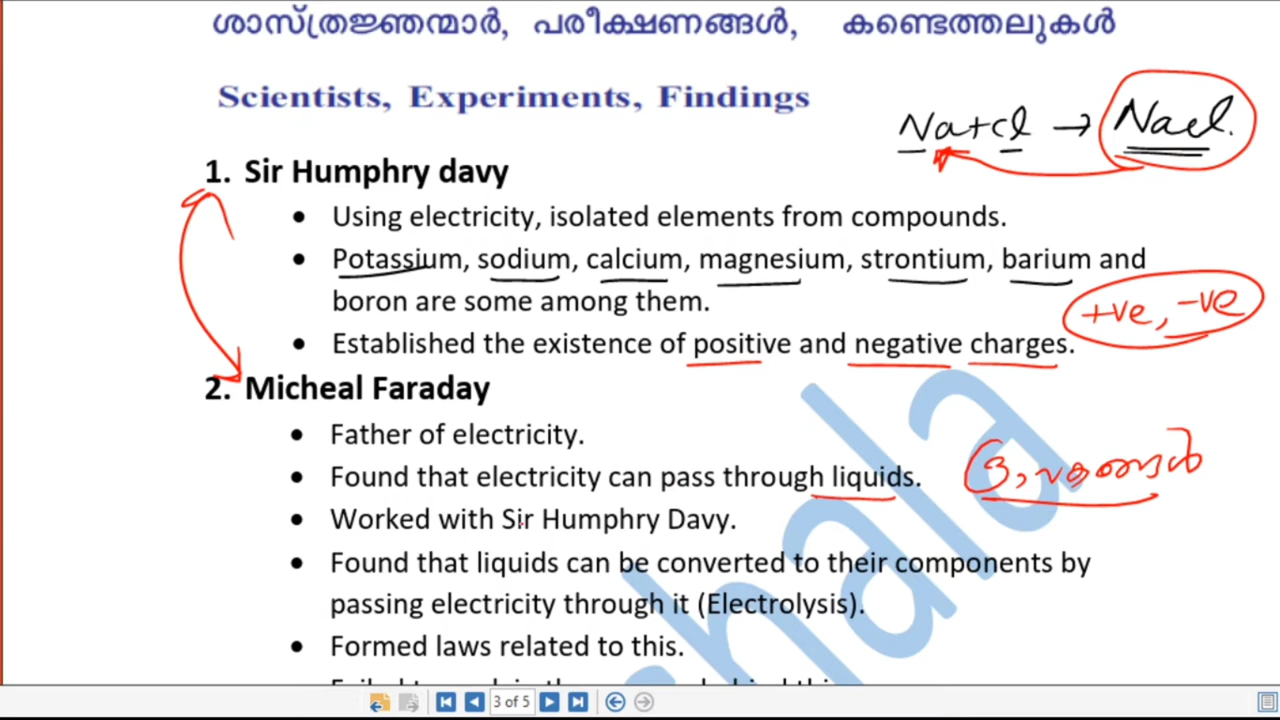 ശാസ്ത്രജ്ഞന്മാർ, പരീക്ഷണങ്ങൾ, കണ്ടെത്തലുകൾ
Scientists, Experiments, Findings
Na+cl → Nacl.
1. Sir Humphry davy
• Using electricity, isolated elements from compounds.
• Potassium, sodium, calcium, magnesium, strontium, barium and
boron are some among them.
+ve, -ve
• Established the existence of positive and negative charges.
2. Micheal Faraday
• Father of electricity.
• Found that electricity can pass through liquids.
• Worked with Sir Humphry Davy.
• Found that liquids can be converted to their components by
passing electricity through it (Electrolysis).
• Formed laws related to this.
hala
3 of 5